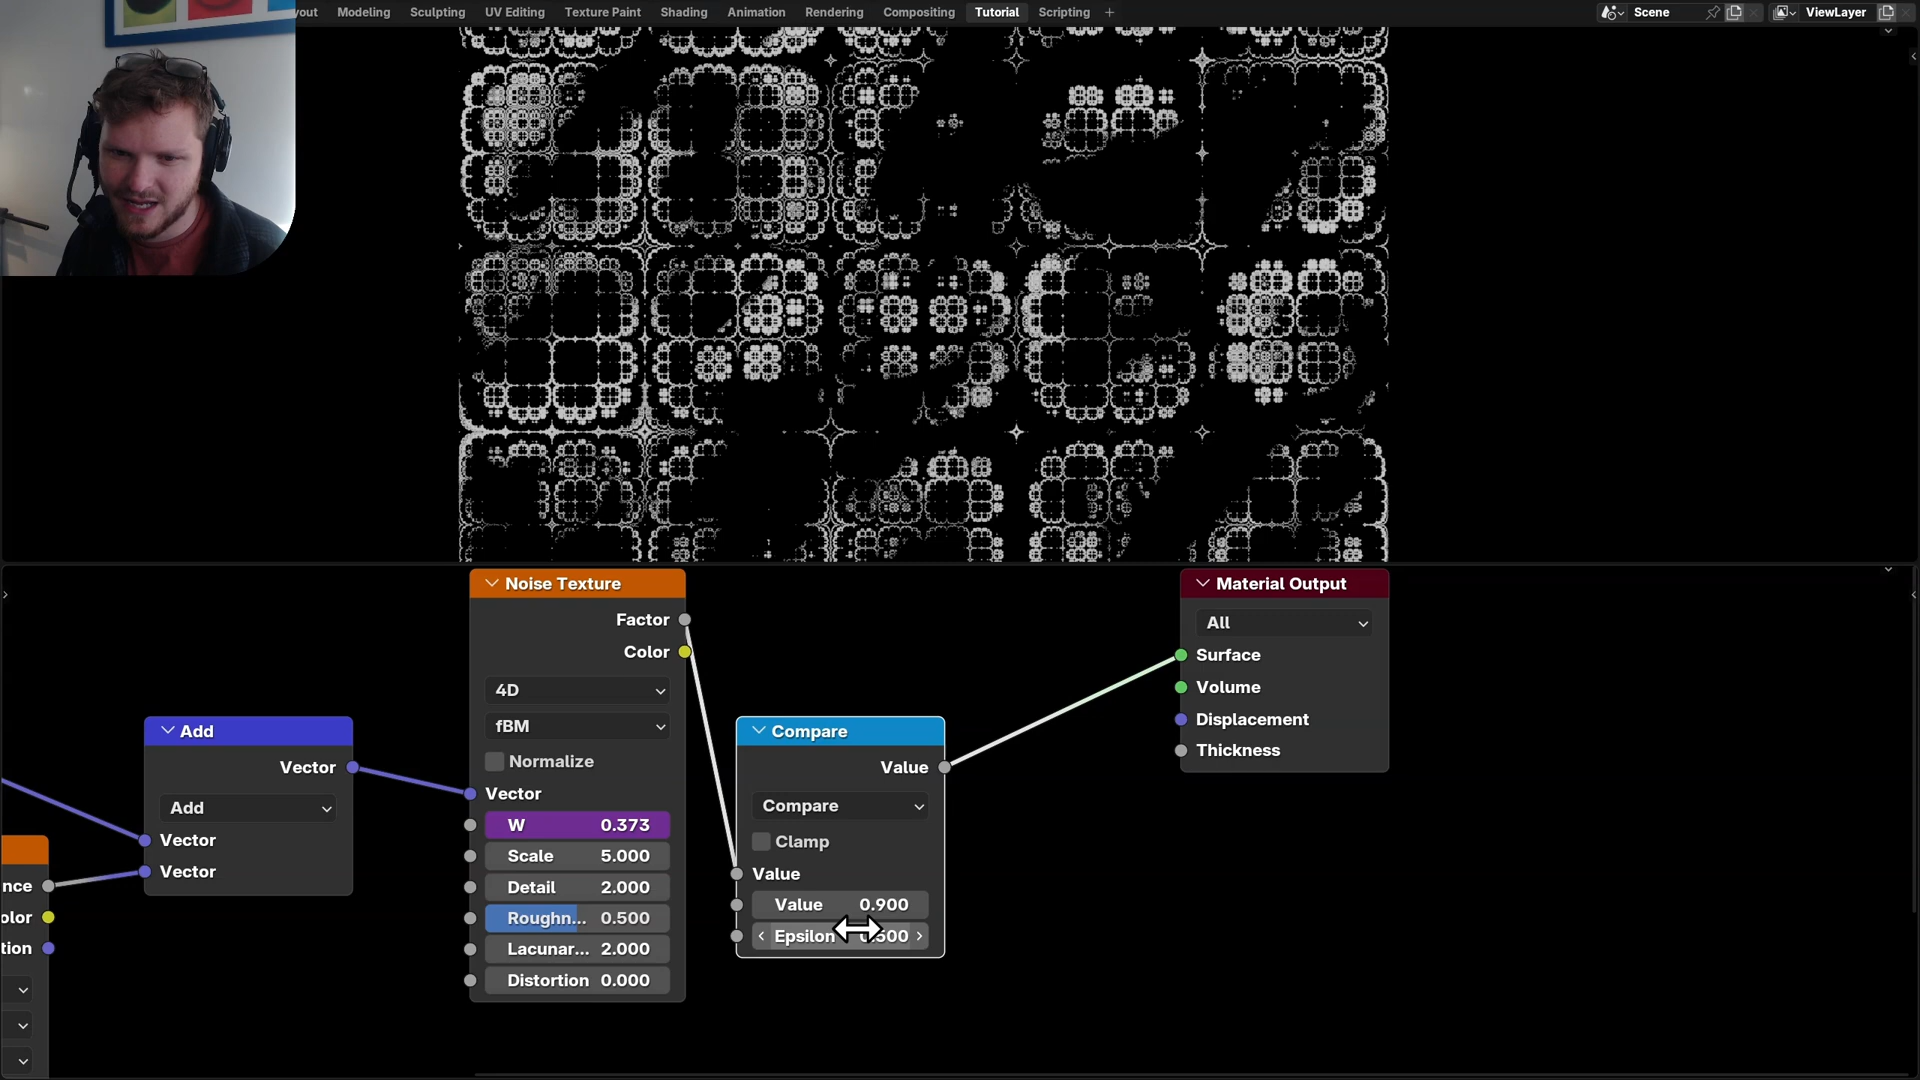 yout Modeling Sculpting UV Editing Texture Paint Shading Animation Rendering Compositing Tutorial Scripting +
Scene
ViewLayer
Noise Texture
Factor
Color
4D
fBM
Normalize
Vector
W 0.373
Scale 5.000
Detail 2.000
Roughn... 0.500
Lacunar... 2.000
Distortion 0.000
Material Output
All
Surface
Volume
Displacement
Thickness
Add
Vector
Add
Vector
Vector
Compare
Value
Compare
Clamp
Value
Value 0.900
Epsilon
nce
olor
tion